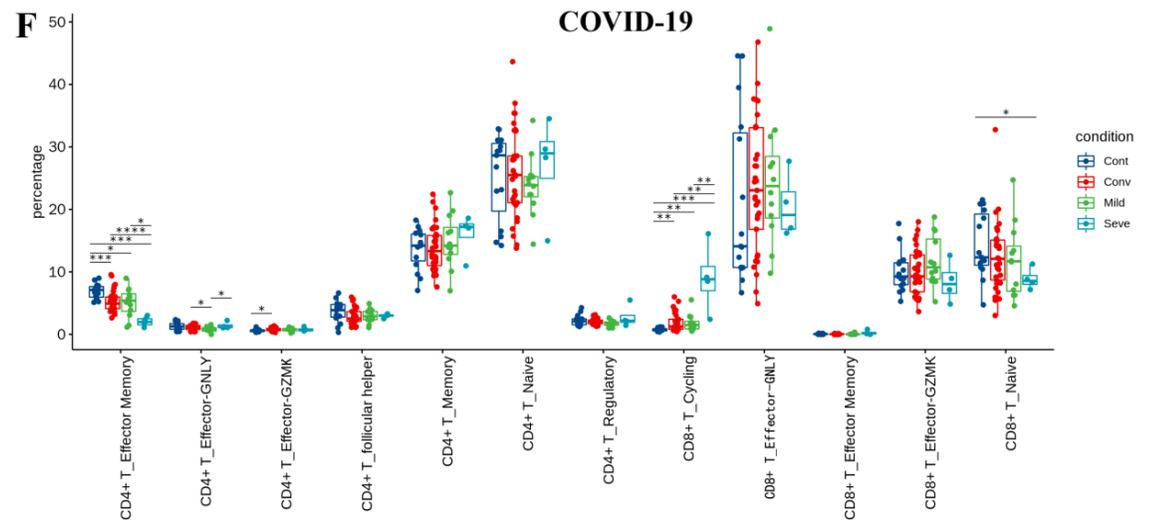 F
COVID-19
percentage
50
40
30
20
10
0
***
*
***
****
*
*
*
*
**
**
***
**
**
*
condition
Cont
Conv
Mild
Seve
CD4+ T_Effector Memory
CD4+ T_Effector-GNLY
CD4+ T_Effector-GZMK
CD4+ T_follicular helper
CD4+ T_Memory
CD4+ T_Naive
CD4+ T_Regulatory
CD8+ T_Cycling
CD8+ T_Effector-GNLY
CD8+ T_Effector Memory
CD8+ T_Effector-GZMK
CD8+ T_Naive